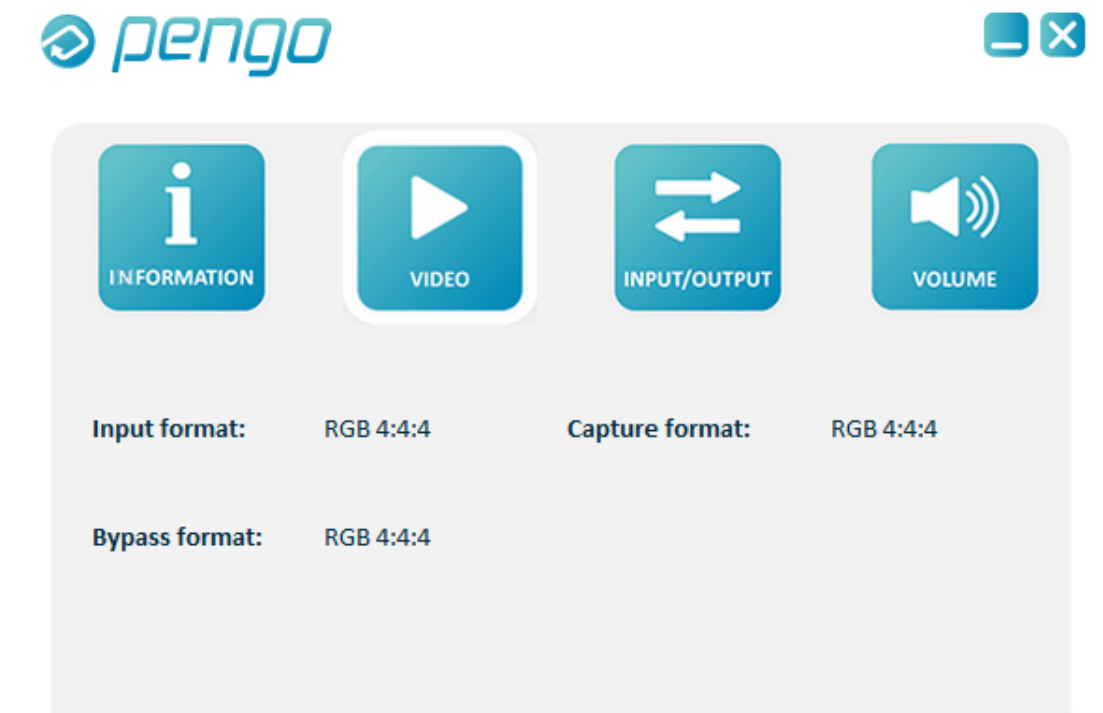 pengo
INFORMATION VIDEO INPUT/OUTPUT VOLUME
Input format: RGB 4:4:4 Capture format: RGB 4:4:4
Bypass format: RGB 4:4:4